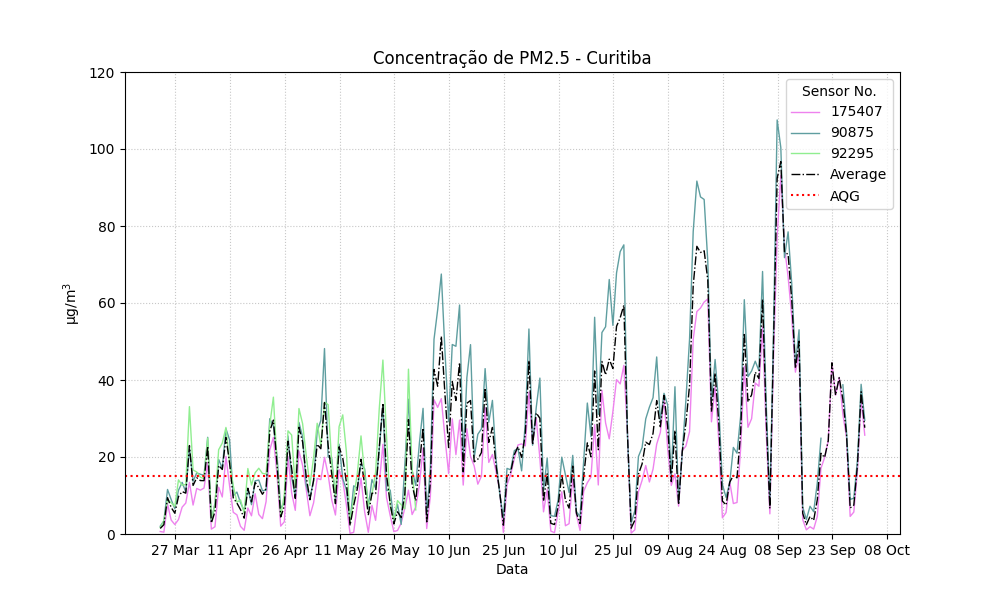 Concentração de PM2.5 - Curitiba
120
100
80
60
40
20
0
µg/m³
Sensor No.
175407
90875
92295
Average
AQG
27 Mar 11 Apr 26 Apr 11 May 26 May 10 Jun 25 Jun 10 Jul 25 Jul 09 Aug 24 Aug 08 Sep 23 Sep 08 Oct
Data